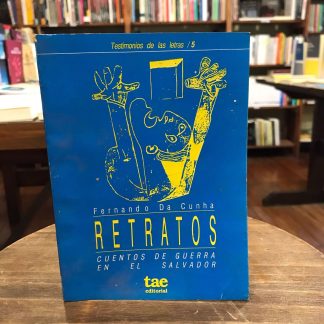 Testimonios de las letras / 5
Fernando Da Cunha
RETRATOS
CUENTOS DE GUERRA
EN EL SALVADOR
tae
editorial